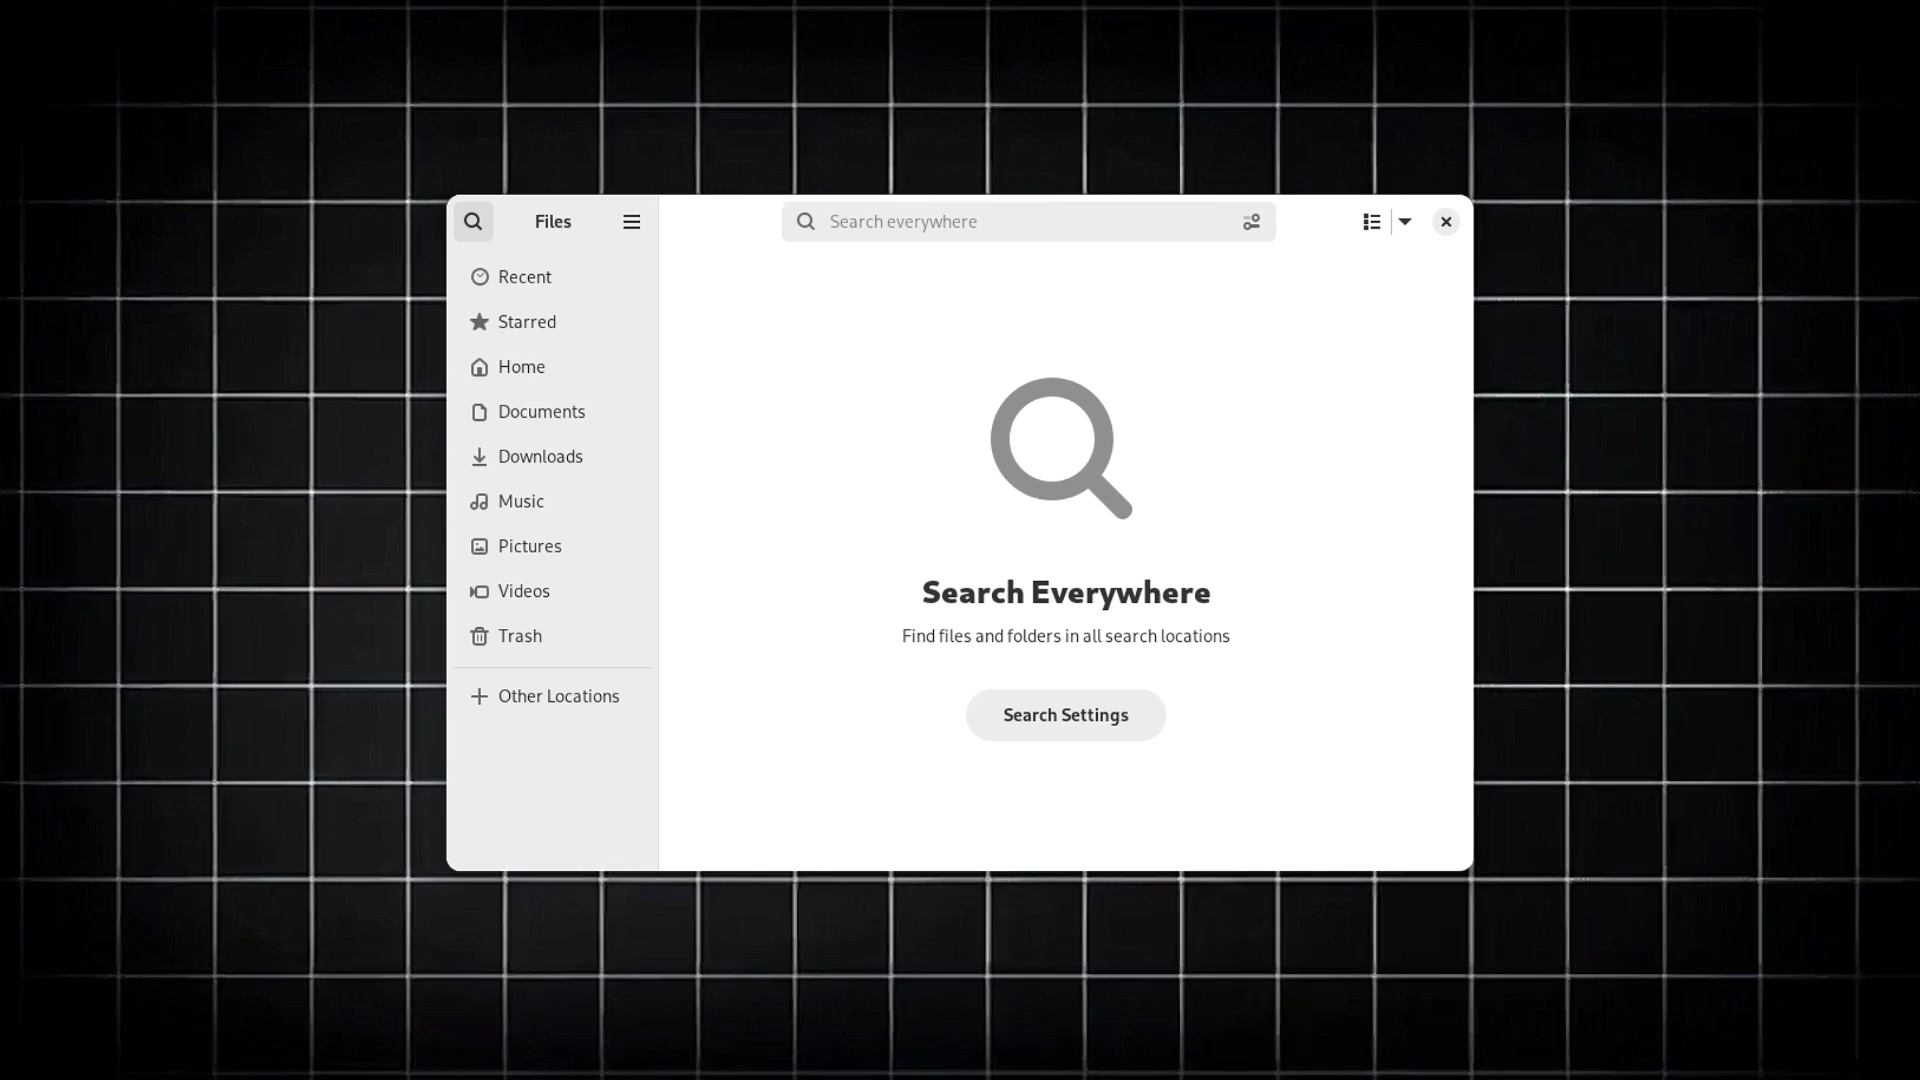 Files
Search everywhere
Recent
Starred
Home
Documents
Downloads
Music
Pictures
Videos
Trash
Other Locations
Search Everywhere
Find files and folders in all search locations
Search Settings